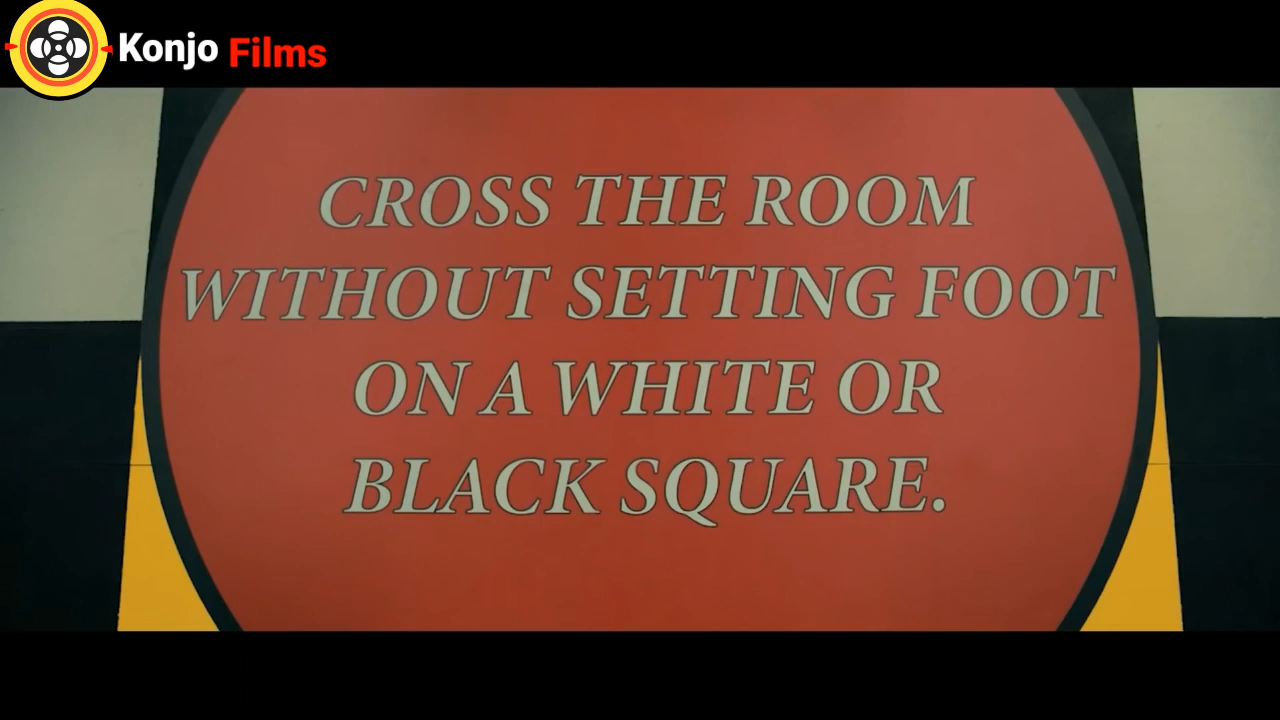 Konjo Films
CROSS THE ROOM
WITHOUT SETTING FOOT
ON A WHITE OR
BLACK SQUARE.